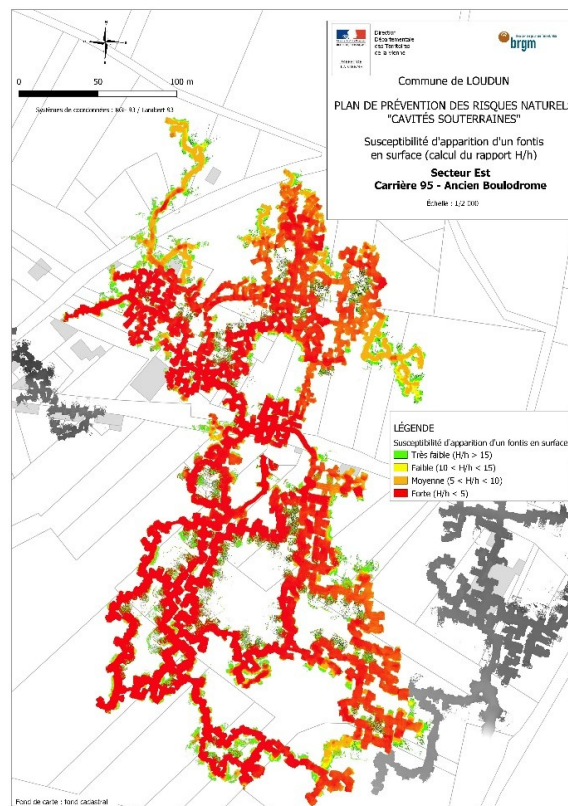 Direction
Départementale
des Territoires
de la Vienne
brgm
Commune de LOUDUN
PLAN DE PRÉVENTION DES RISQUES NATURELS
"CAVITÉS SOUTERRAINES"
Susceptibilité d'apparition d'un fontis
en surface (calcul du rapport H/h)
Secteur Est
Carrière 95 - Ancien Boulodrome
Échelle : 1/2 000
0 50 100 m
Systèmes de coordonnées : RGF 93 / Lambert 93
LÉGENDE
Susceptibilité d'apparition d'un fontis en surface
Très faible (H/h > 15)
Faible (10 < H/h < 15)
Moyenne (5 < H/h < 10)
Forte (H/h < 5)
Fond de carte : fond cadastral